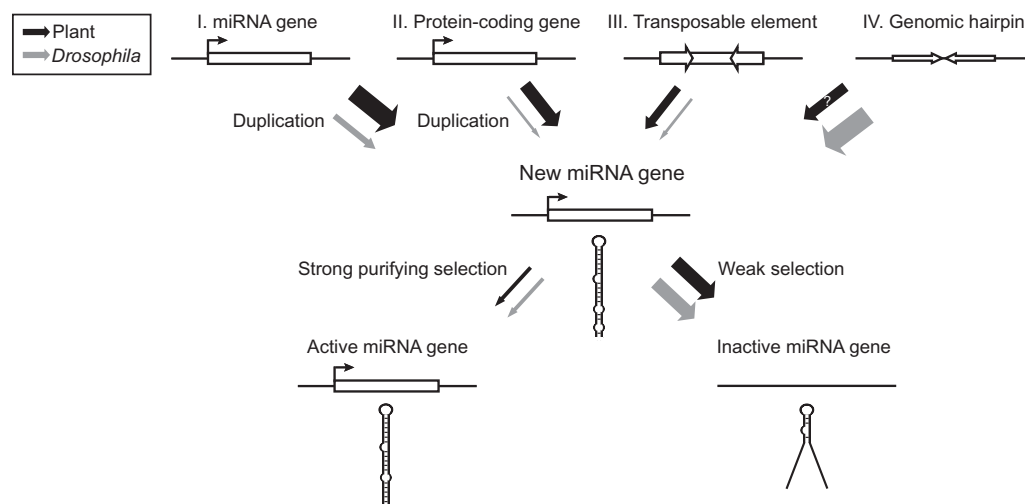 Plant
Drosophila
I. miRNA gene
II. Protein-coding gene
III. Transposable element
IV. Genomic hairpin
Duplication
Duplication
?
New miRNA gene
Strong purifying selection
Weak selection
Active miRNA gene
Inactive miRNA gene